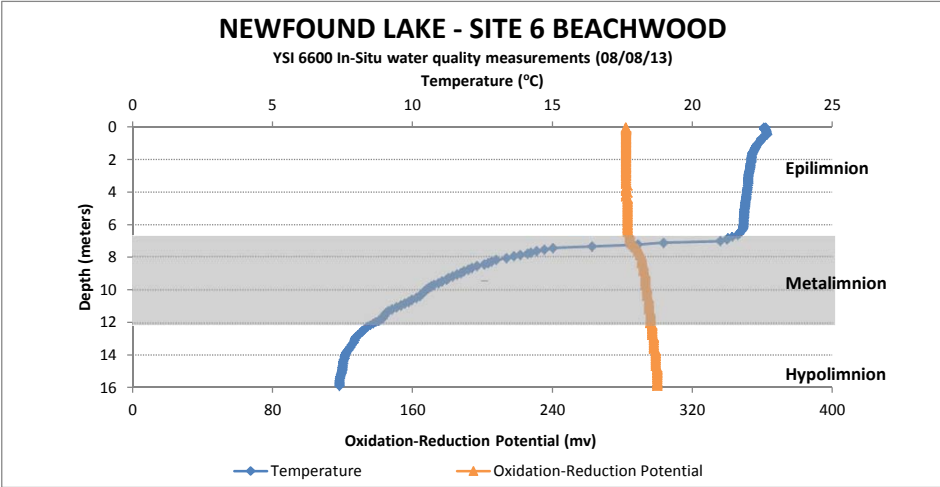 NEWFOUND LAKE - SITE 6 BEACHWOOD
YSI 6600 In-Situ water quality measurements (08/08/13)
Temperature (°C)
0 5 10 15 20 25
Depth (meters)
0
2
4
6
8
10
12
14
16
Epilimnion
Metalimnion
Hypolimnion
0 80 160 240 320 400
Oxidation-Reduction Potential (mv)
Temperature Oxidation-Reduction Potential